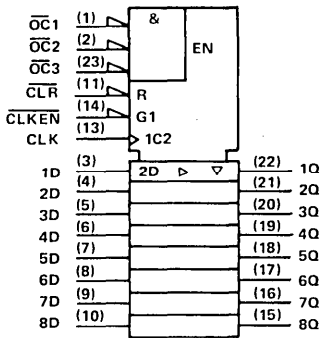 OC1 (1) & EN
OC2 (2)
OC3 (23)
CLR (11) R
CLKEN (14) G1
CLK (13) 1C2
1D (3) 2D ▷ ▽ (22) 1Q
2D (4) (21) 2Q
3D (5) (20) 3Q
4D (6) (19) 4Q
5D (7) (18) 5Q
6D (8) (17) 6Q
7D (9) (16) 7Q
8D (10) (15) 8Q